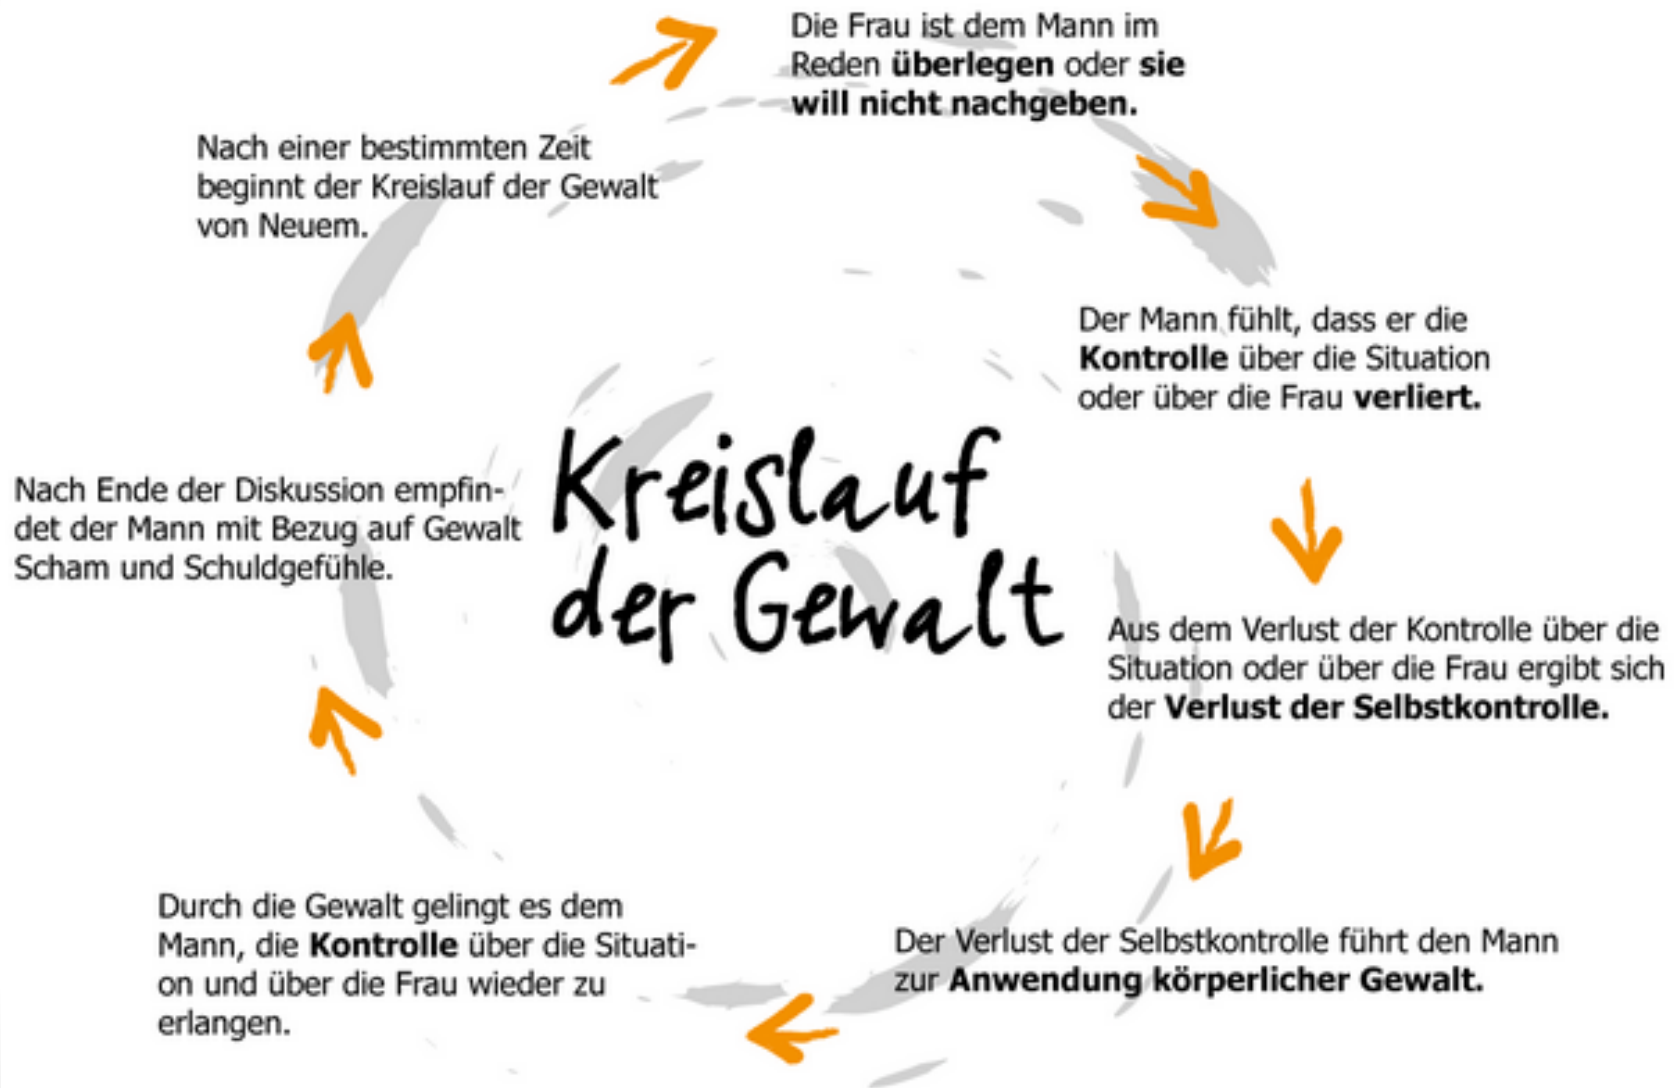 Die Frau ist dem Mann im
Reden überlegen oder sie
will nicht nachgeben.
Der Mann fühlt, dass er die
Kontrolle über die Situation
oder über die Frau verliert.
Aus dem Verlust der Kontrolle über die
Situation oder über die Frau ergibt sich
der Verlust der Selbstkontrolle.
Der Verlust der Selbstkontrolle führt den Mann
zur Anwendung körperlicher Gewalt.
Durch die Gewalt gelingt es dem
Mann, die Kontrolle über die Situati-
on und über die Frau wieder zu
erlangen.
Nach Ende der Diskussion empfin-
det der Mann mit Bezug auf Gewalt
Scham und Schuldgefühle.
Nach einer bestimmten Zeit
beginnt der Kreislauf der Gewalt
von Neuem.
Kreislauf
der Gewalt